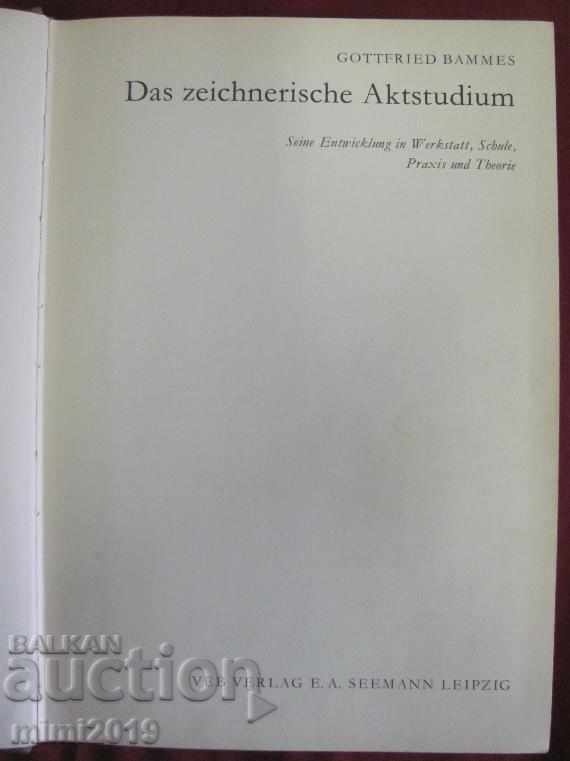 GOTTFRIED BAMMES
Das zeichnerische Aktstudium
Seine Entwicklung in Werkstatt, Schule,
Praxis und Theorie
VEB VERLAG E. A. SEEMANN LEIPZIG
BALKAN
auction
mimi2019